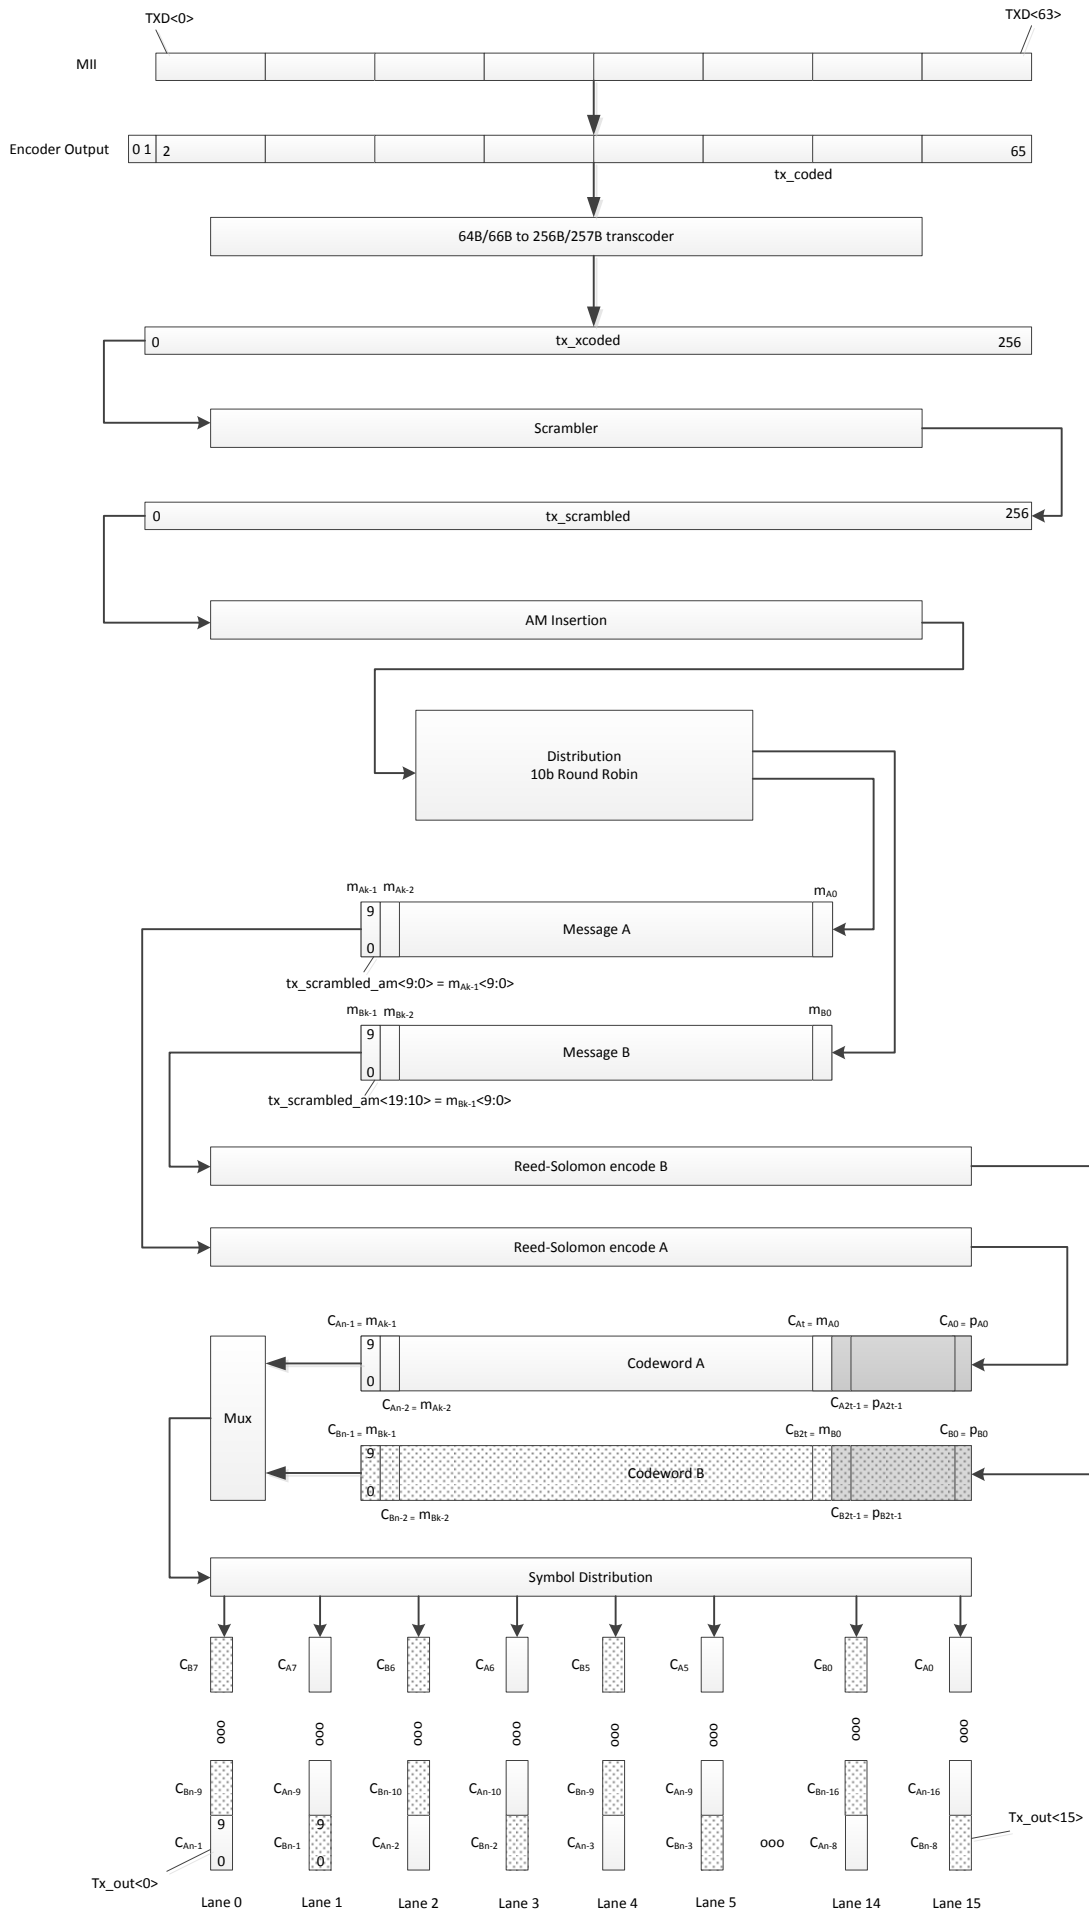 TXD<0>
TXD<63>
MII
Encoder Output
0 1
2
65
tx_coded
64B/66B to 256B/257B transcoder
0
tx_xcoded
256
Scrambler
0
tx_scrambled
256
AM Insertion
Distribution
10b Round Robin
mAk-1 mAk-2
mA0
9
Message A
0
tx_scrambled_am<9:0> = mAk-1<9:0>
mBk-1 mBk-2
mB0
9
Message B
0
tx_scrambled_am<19:10> = mBk-1<9:0>
Reed-Solomon encode B
Reed-Solomon encode A
CAn-1 = mAk-1
CAt = mA0
CA0 = pA0
9
Codeword A
0
CAn-2 = mAk-2
CA2t-1 = pA2t-1
Mux
CBn-1 = mBk-1
CB2t = mB0
CB0 = pB0
9
Codeword B
0
CBn-2 = mBk-2
CB2t-1 = pB2t-1
Symbol Distribution
CB7 CA7 CB6 CA6 CB5 CA5 CB0 CA0
ooo ooo ooo ooo ooo ooo ooo ooo
CBn-9 CAn-9 CBn-10 CAn-10 CBn-9 CAn-9 CBn-16 CAn-16
9 9
Tx_out<15>
CAn-1 CBn-1 CAn-2 CBn-2 CAn-3 CBn-3 ooo CAn-8 CBn-8
0 0
Tx_out<0>
Lane 0 Lane 1 Lane 2 Lane 3 Lane 4 Lane 5 Lane 14 Lane 15